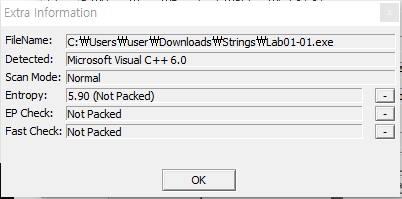 Extra Information
x
FileName: C:₩Users₩user₩Downloads₩Strings₩Lab01-01.exe
Detected: Microsoft Visual C++ 6.0
Scan Mode: Normal
Entropy: 5.90 (Not Packed) -
EP Check: Not Packed -
Fast Check: Not Packed -
OK